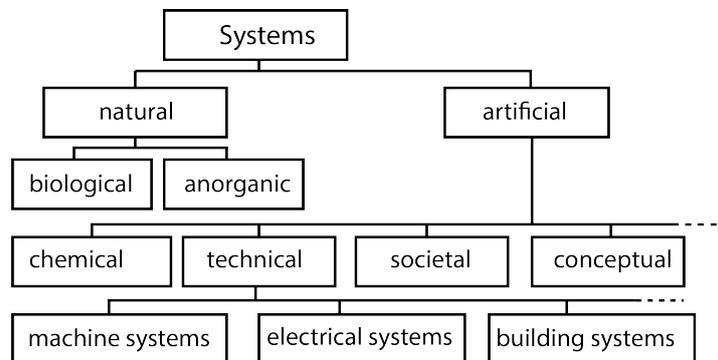 Systems
natural
artificial
biological
anorganic
chemical
technical
societal
conceptual
machine systems
electrical systems
building systems